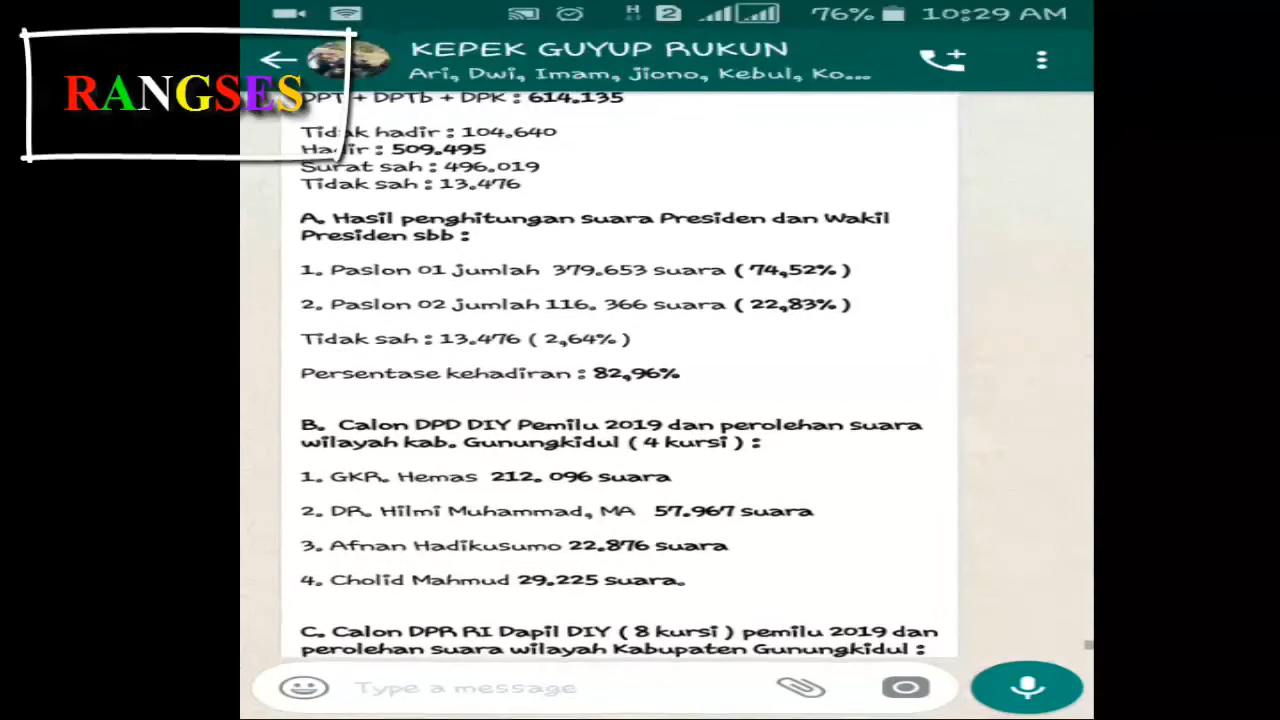 76% 10:29 AM
KEPEK GUYUP RUKUN
Ari, Dwi, Imam, jiono, Kebul, Ko...
RANGSES
DPT + DPTb + DPK : 614.135
Tidak hadir : 104.640
Hadir : 509.495
Surat sah : 496.019
Tidak sah : 13.476
A. Hasil penghitungan suara Presiden dan Wakil
Presiden sbb :
1. Paslon 01 jumlah 379.653 suara ( 74,52% )
2. Paslon 02 jumlah 116. 366 suara ( 22,83% )
Tidak sah : 13.476 ( 2,64% )
Persentase kehadiran : 82,96%
B. Calon DPD DIY Pemilu 2019 dan perolehan suara
wilayah kab. Gunungkidul ( 4 kursi ) :
1. GKR. Hemas 212. 096 suara
2. DR. Hilmi Muhammad, MA 57.967 suara
3. Afnan Hadikusumo 22.876 suara
4. Cholid Mahmud 29.225 suara.
C. Calon DPR RI Dapil DIY ( 8 kursi ) pemilu 2019 dan
perolehan suara wilayah Kabupaten Gunungkidul :
Type a message